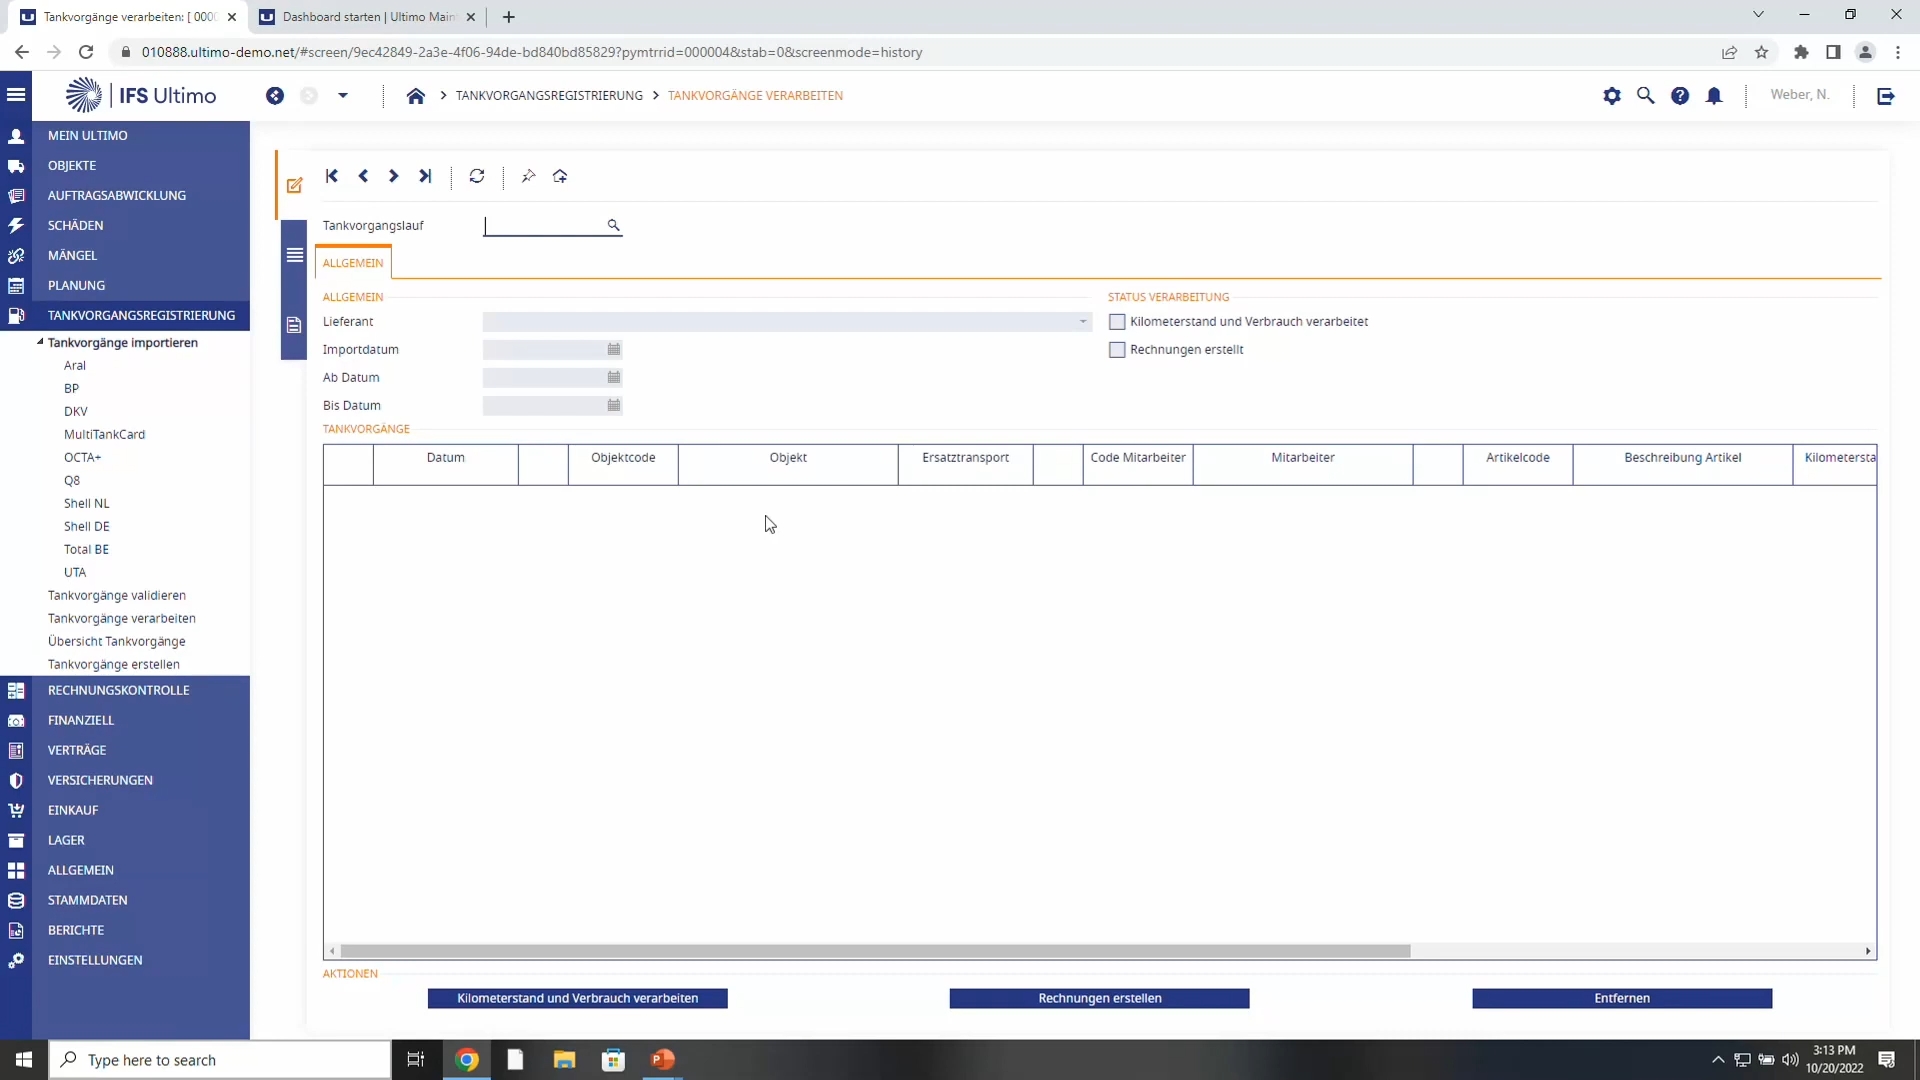 Tankvorgänge verarbeiten: [ 0000
Dashboard starten | Ultimo Main
010888.ultimo-demo.net/#screen/9ec42849-2a3e-4f06-94de-bd840bd85829?pymtrrid=000004&stab=0&screenmode=history
IFS Ultimo
TANKVORGANGSREGISTRIERUNG
TANKVORGÄNGE VERARBEITEN
Weber, N.
MEIN ULTIMO
OBJEKTE
AUFTRAGSABWICKLUNG
SCHÄDEN
MÄNGEL
PLANUNG
TANKVORGANGSREGISTRIERUNG
Tankvorgänge importieren
Aral
BP
DKV
MultiTankCard
OCTA+
Q8
Shell NL
Shell DE
Total BE
UTA
Tankvorgänge validieren
Tankvorgänge verarbeiten
Übersicht Tankvorgänge
Tankvorgänge erstellen
RECHNUNGSKONTROLLE
FINANZIELL
VERTRÄGE
VERSICHERUNGEN
EINKAUF
LAGER
ALLGEMEIN
STAMMDATEN
BERICHTE
EINSTELLUNGEN
Tankvorgangslauf
ALLGEMEIN
ALLGEMEIN
Lieferant
Importdatum
Ab Datum
Bis Datum
STATUS VERARBEITUNG
Kilometerstand und Verbrauch verarbeitet
Rechnungen erstellt
TANKVORGÄNGE
Datum
Objektcode
Objekt
Ersatztransport
Code Mitarbeiter
Mitarbeiter
Artikelcode
Beschreibung Artikel
Kilometersta
AKTIONEN
Kilometerstand und Verbrauch verarbeiten
Rechnungen erstellen
Entfernen
Type here to search
3:13 PM
10/20/2022